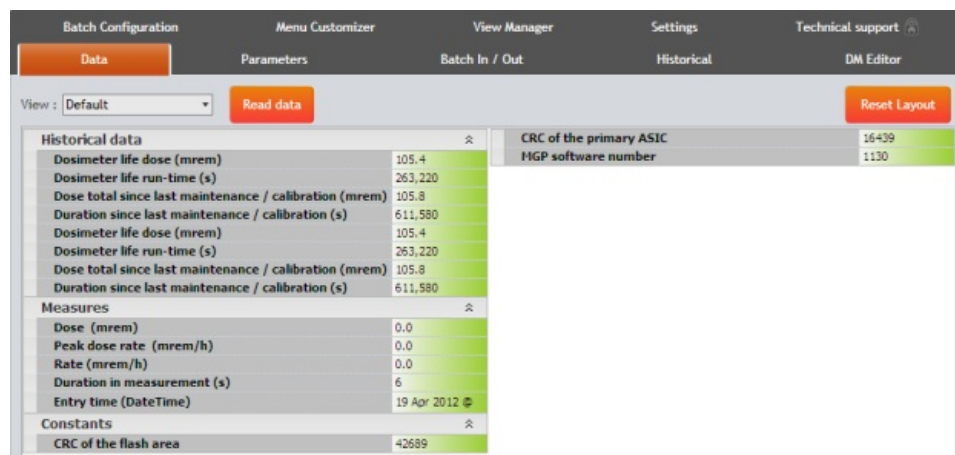 Batch Configuration Menu Customizer View Manager Settings Technical support
Data Parameters Batch In / Out Historical DM Editor
View : Default Read data Reset Layout
Historical data
Dosimeter life dose (mrem) 105.4
Dosimeter life run-time (s) 263,220
Dose total since last maintenance / calibration (mrem) 105.8
Duration since last maintenance / calibration (s) 611,580
Dosimeter life dose (mrem) 105.4
Dosimeter life run-time (s) 263,220
Dose total since last maintenance / calibration (mrem) 105.8
Duration since last maintenance / calibration (s) 611,580
Measures
Dose (mrem) 0.0
Peak dose rate (mrem/h) 0.0
Rate (mrem/h) 0.0
Duration in measurement (s) 6
Entry time (DateTime) 19 Apr 2012 @
Constants
CRC of the flash area 42689
CRC of the primary ASIC 16439
MGP software number 1130